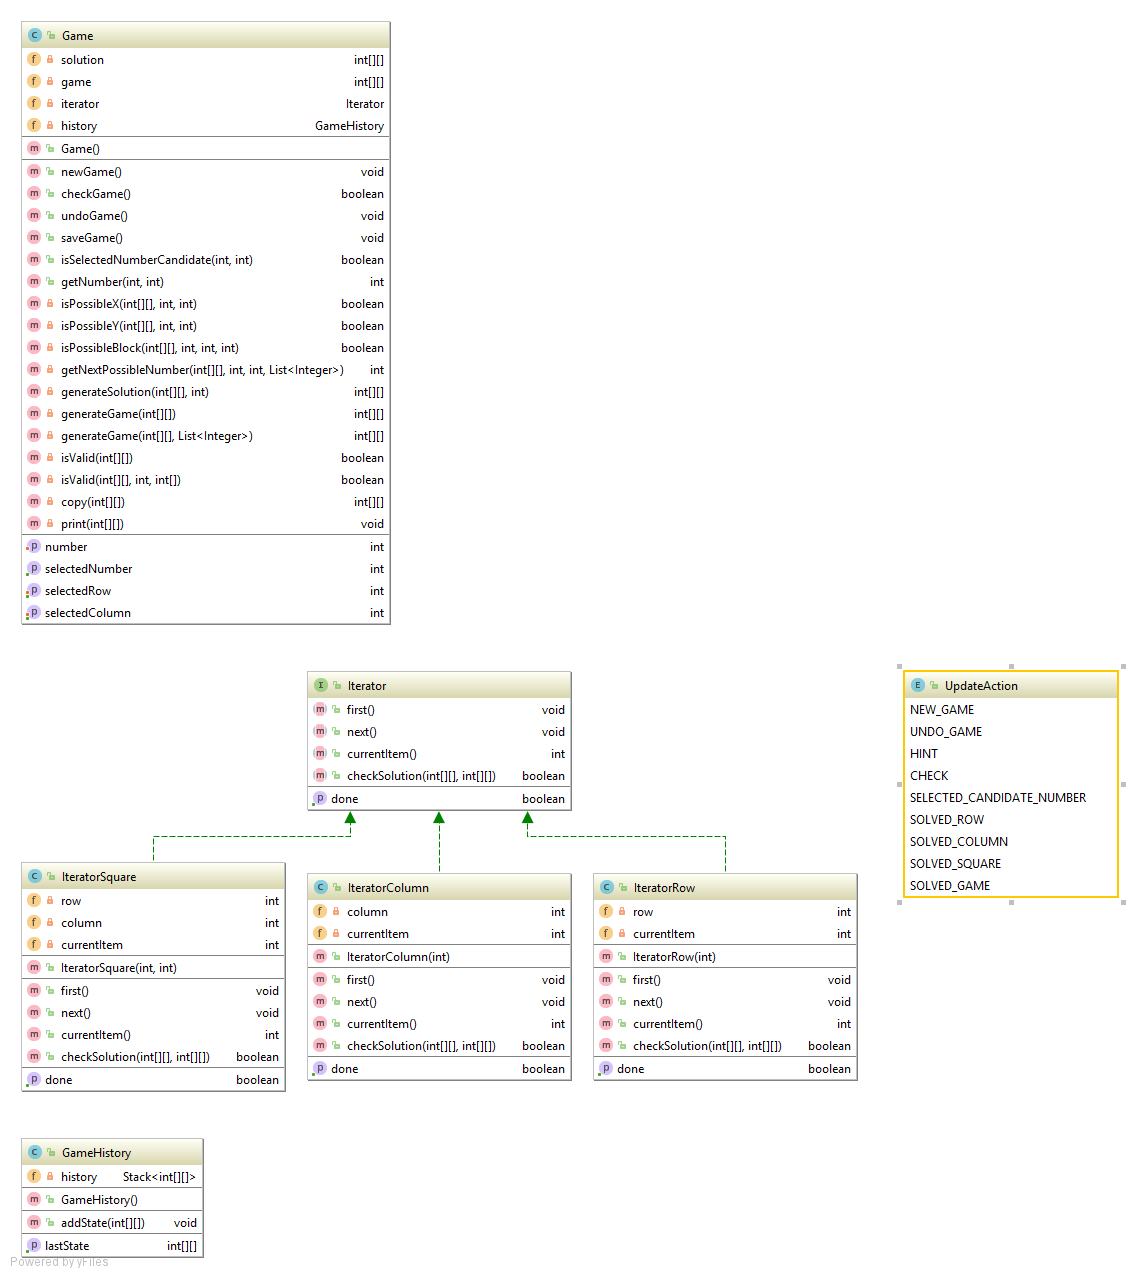 Game
solution int[][]
game int[][]
iterator Iterator
history GameHistory
Game()
newGame() void
checkGame() boolean
undoGame() void
saveGame() void
isSelectedNumberCandidate(int, int) boolean
getNumber(int, int) int
isPossibleX(int[][], int, int) boolean
isPossibleY(int[][], int, int) boolean
isPossibleBlock(int[][], int, int, int) boolean
getNextPossibleNumber(int[][], int, int, List<Integer>) int
generateSolution(int[][], int) int[][]
generateGame(int[][]) int[][]
generateGame(int[][], List<Integer>) int[][]
isValid(int[][]) boolean
isValid(int[][], int, int[]) boolean
copy(int[][]) int[][]
print(int[][]) void
number int
selectedNumber int
selectedRow int
selectedColumn int
Iterator
first() void
next() void
currentItem() int
checkSolution(int[][], int[][]) boolean
done boolean
UpdateAction
NEW_GAME
UNDO_GAME
HINT
CHECK
SELECTED_CANDIDATE_NUMBER
SOLVED_ROW
SOLVED_COLUMN
SOLVED_SQUARE
SOLVED_GAME
IteratorSquare
row int
column int
currentItem int
IteratorSquare(int, int)
first() void
next() void
currentItem() int
checkSolution(int[][], int[][]) boolean
done boolean
IteratorColumn
column int
currentItem int
IteratorColumn(int)
first() void
next() void
currentItem() int
checkSolution(int[][], int[][]) boolean
done boolean
IteratorRow
row int
currentItem int
IteratorRow(int)
first() void
next() void
currentItem() int
checkSolution(int[][], int[][]) boolean
done boolean
GameHistory
history Stack<int[][]>
GameHistory()
addState(int[][]) void
lastState int[][]
Powered by yFiles